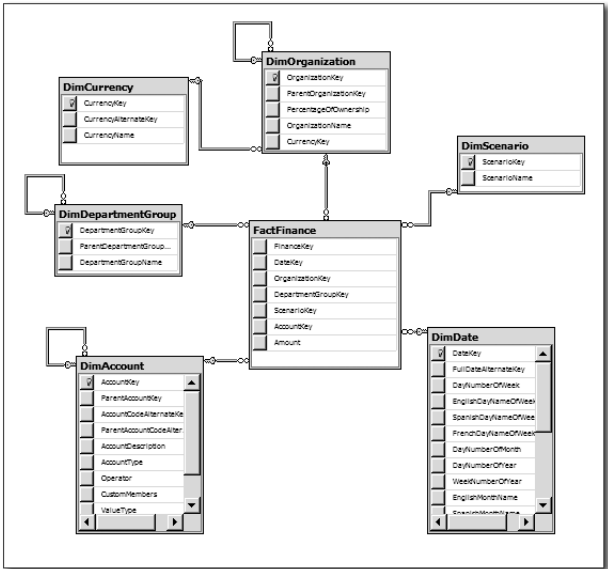 DimOrganization
OrganizationKey
ParentOrganizationKey
PercentageOfOwnership
OrganizationName
CurrencyKey
DimCurrency
CurrencyKey
CurrencyAlternateKey
CurrencyName
DimScenario
ScenarioKey
ScenarioName
DimDepartmentGroup
DepartmentGroupKey
ParentDepartmentGroup...
DepartmentGroupName
FactFinance
FinanceKey
DateKey
OrganizationKey
DepartmentGroupKey
ScenarioKey
AccountKey
Amount
DimAccount
AccountKey
ParentAccountKey
AccountCodeAlternateKe
ParentAccountCodeAlter
AccountDescription
AccountType
Operator
CustomMembers
ValueType
DimDate
DateKey
FullDateAlternateKey
DayNumberOfWeek
EnglishDayNameOfWeek
SpanishDayNameOfWee
FrenchDayNameOfWeek
DayNumberOfMonth
DayNumberOfYear
WeekNumberOfYear
EnglishMonthName
SpanishMonthName